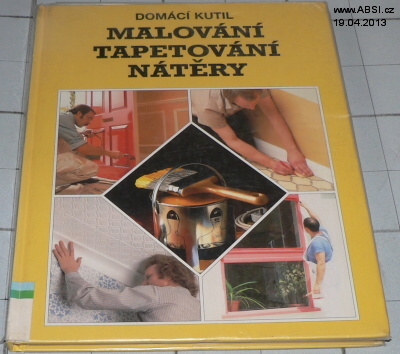 www.ABSI.cz
19.04.2013
DOMÁCÍ KUTIL
MALOVÁNÍ
TAPETOVÁNÍ
NÁTĚRY